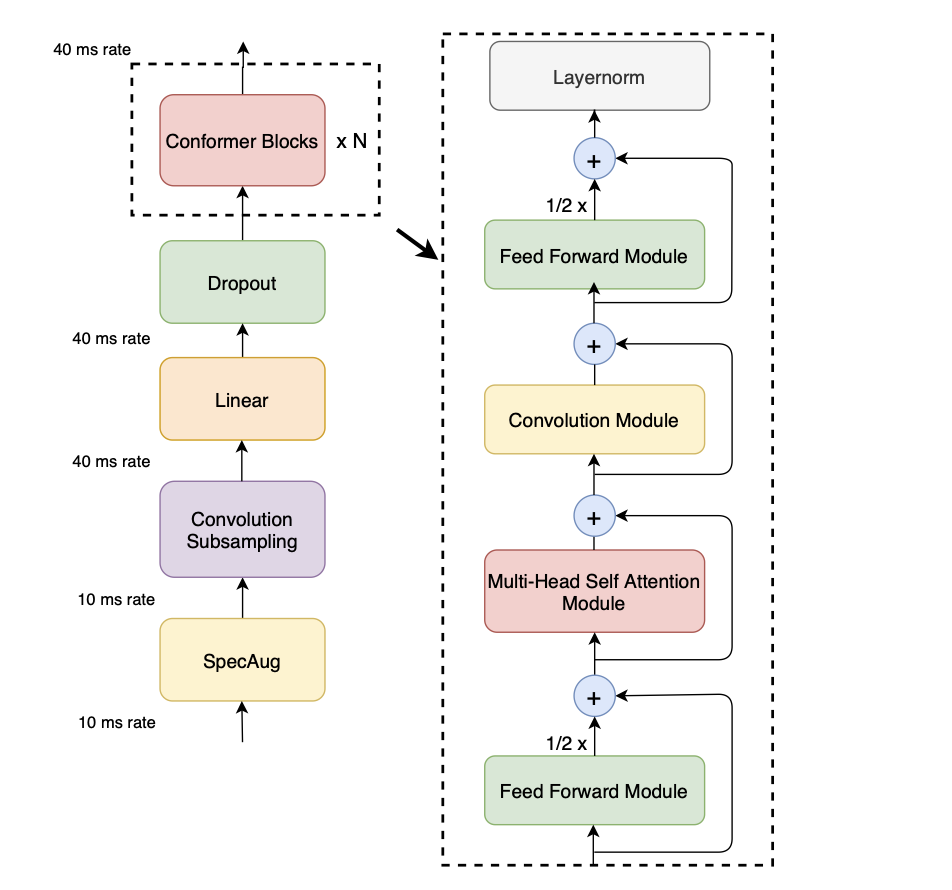 40 ms rate
Conformer Blocks
x N
Dropout
40 ms rate
Linear
40 ms rate
Convolution
Subsampling
10 ms rate
SpecAug
10 ms rate
Layernorm
+
1/2 x
Feed Forward Module
+
Convolution Module
+
Multi-Head Self Attention
Module
+
1/2 x
Feed Forward Module